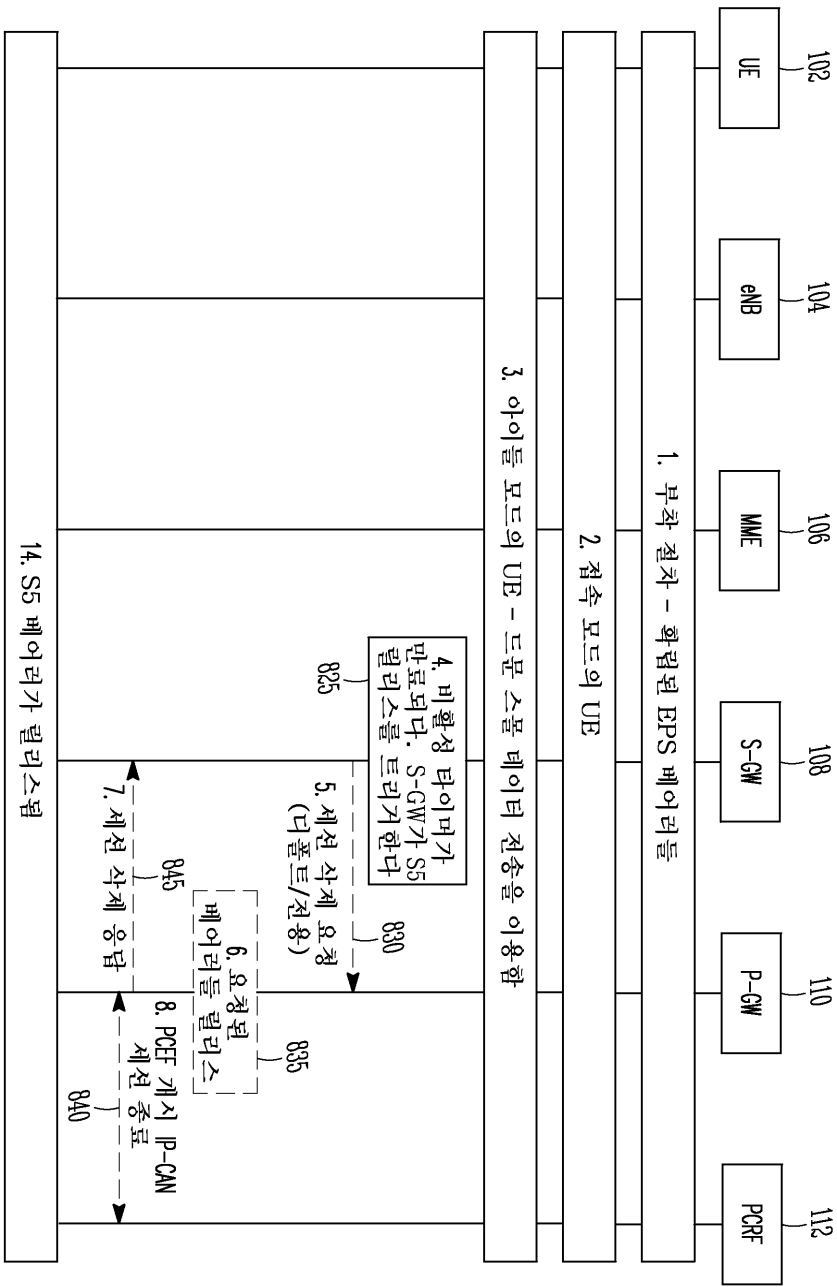 102
UE
104
eNB
106
MME
108
S-GW
110
P-GW
112
PCRF
1. 부착 절차 - 확립된 EPS 베어러들
2. 접속 모드의 UE
3. 아이들 모드의 UE - 드문 스몰 데이터 전송을 이용함
4. 비활성 타이머가
만료되다. S-GW가 S5
릴리스를 트리거한다
825
830
5. 세션 삭제 요청
(디폴트/전용)
6. 요청된
베어러들 릴리스
835
845
7. 세션 삭제 응답
8. PCEF 개시 IP-CAN
세션 종료
840
14. S5 베어러가 릴리스됨